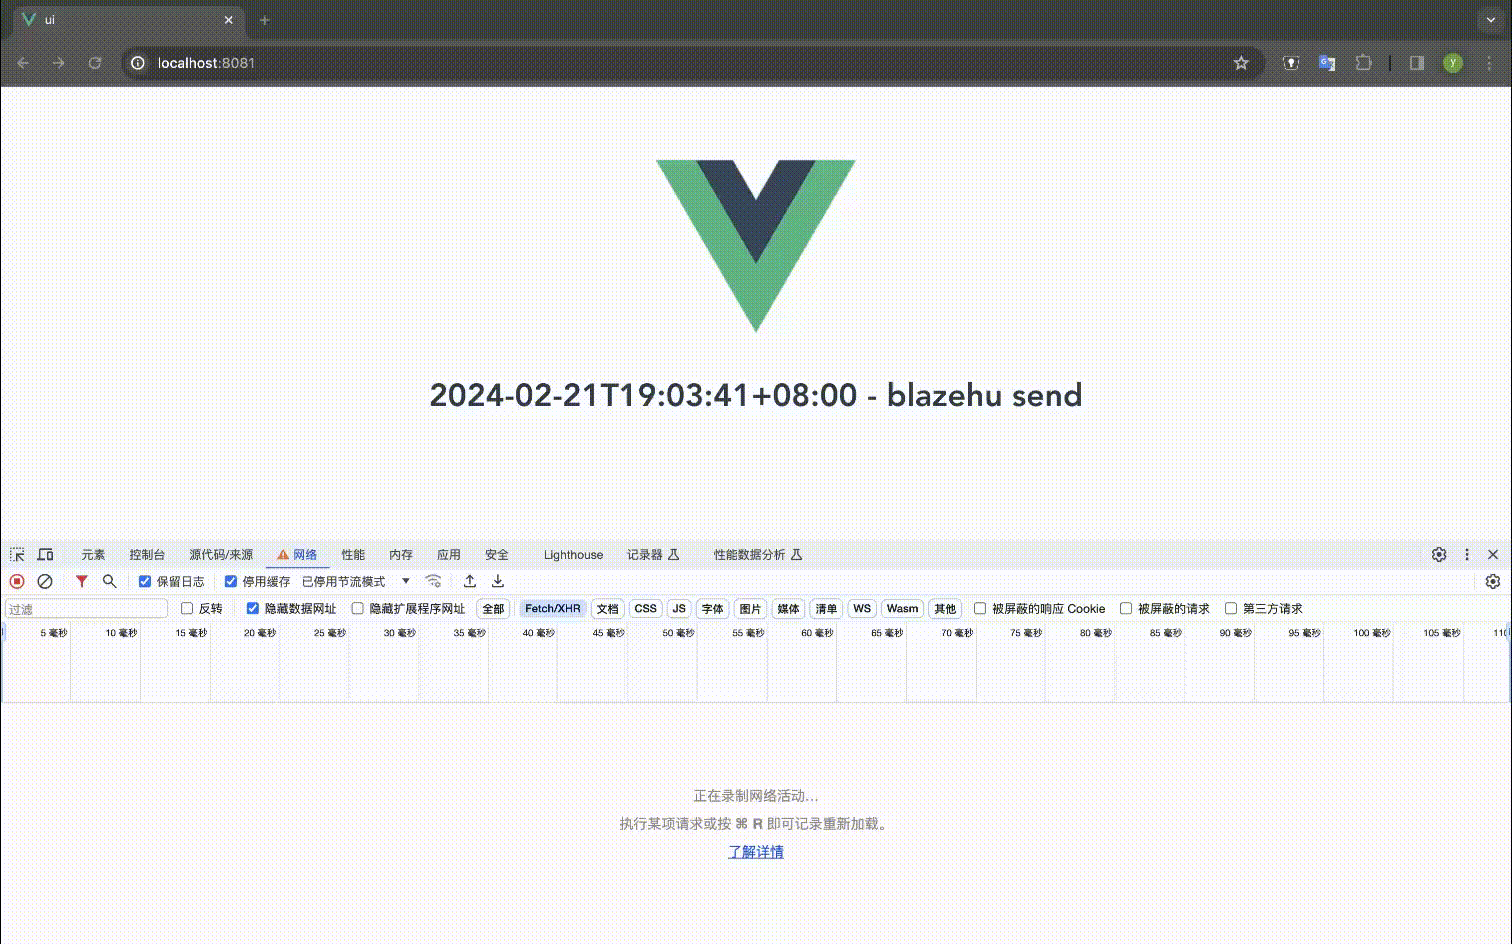 ui
localhost:8081
y
2024-02-21T19:03:41+08:00 - blazehu send
元素 控制台 源代码/来源 网络 性能 内存 应用 安全 Lighthouse 记录器 性能数据分析
保留日志 停用缓存 已停用节流模式
过滤 反转 隐藏数据网址 隐藏扩展程序网址 全部 Fetch/XHR 文档 CSS JS 字体 图片 媒体 清单 WS Wasm 其他 被屏蔽的响应 Cookie 被屏蔽的请求 第三方请求
5 毫秒 10 毫秒 15 毫秒 20 毫秒 25 毫秒 30 毫秒 35 毫秒 40 毫秒 45 毫秒 50 毫秒 55 毫秒 60 毫秒 65 毫秒 70 毫秒 75 毫秒 80 毫秒 85 毫秒 90 毫秒 95 毫秒 100 毫秒 105 毫秒
正在录制网络活动...
执行某项请求或按 ⌘ R 即可记录重新加载。
了解详情